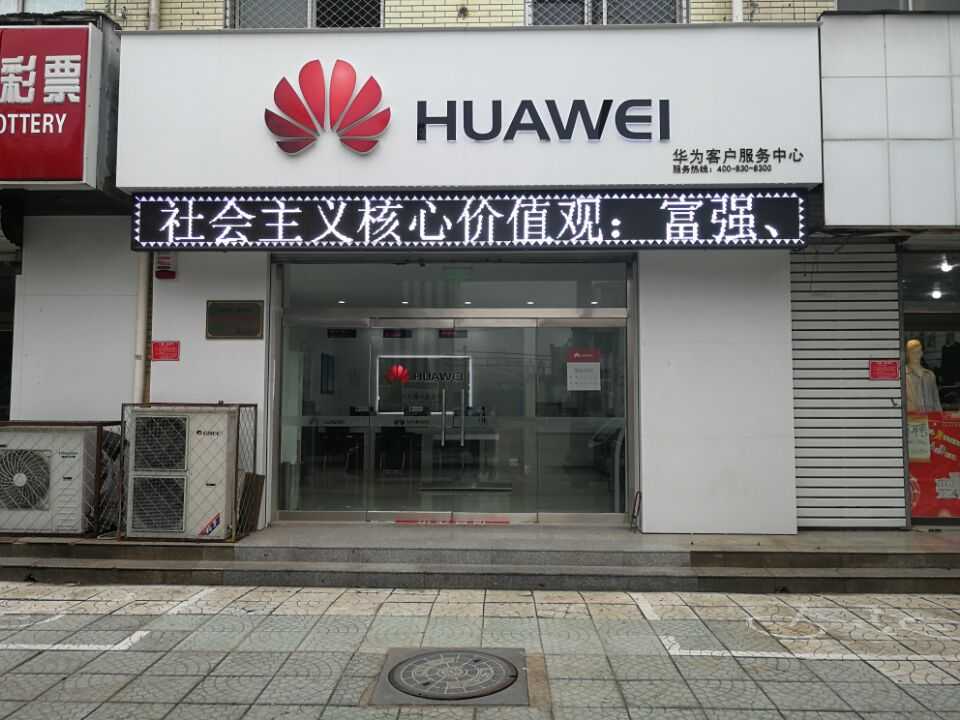 彩票
OTTERY
HUAWEI
华为客户服务中心
服务热线：400-830-8300
社会主义核心价值观：富强、
HUAWEI
GREE